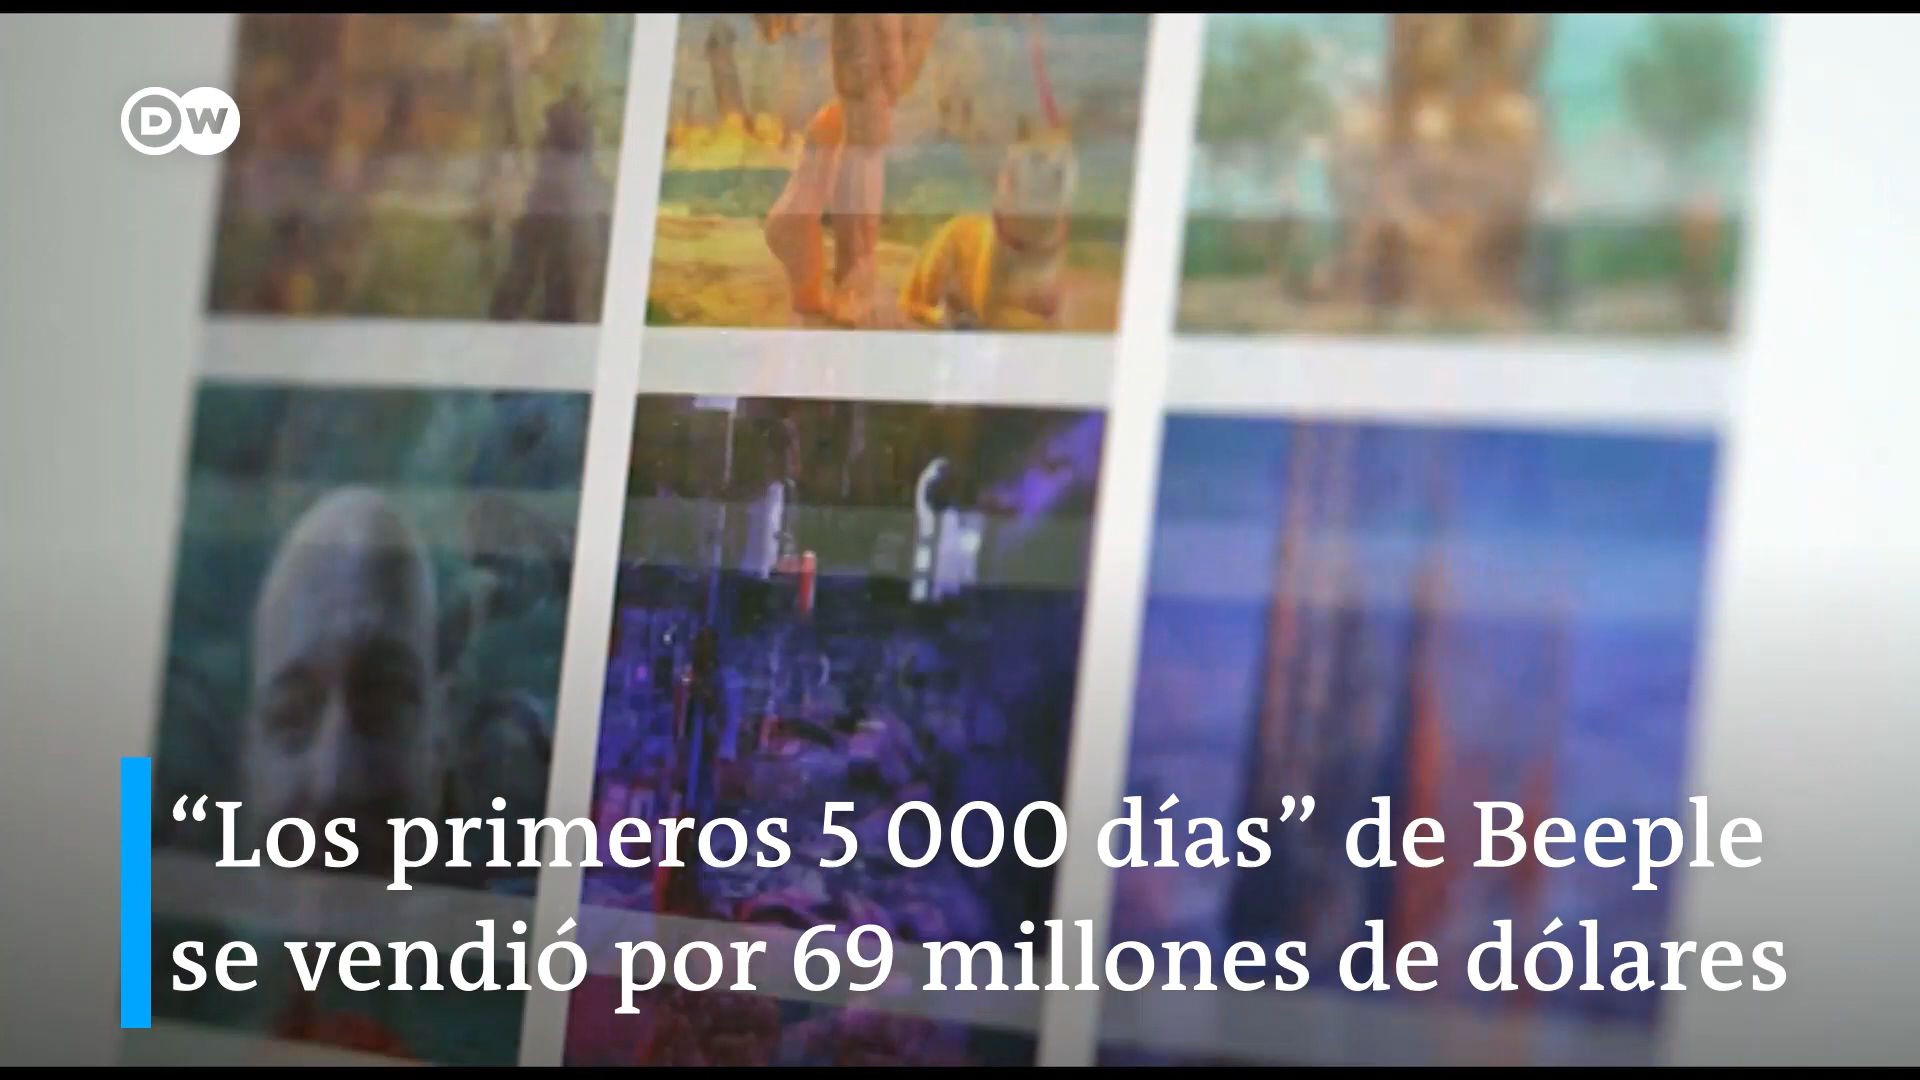 DW
“Los primeros 5 000 días” de Beeple
se vendió por 69 millones de dólares